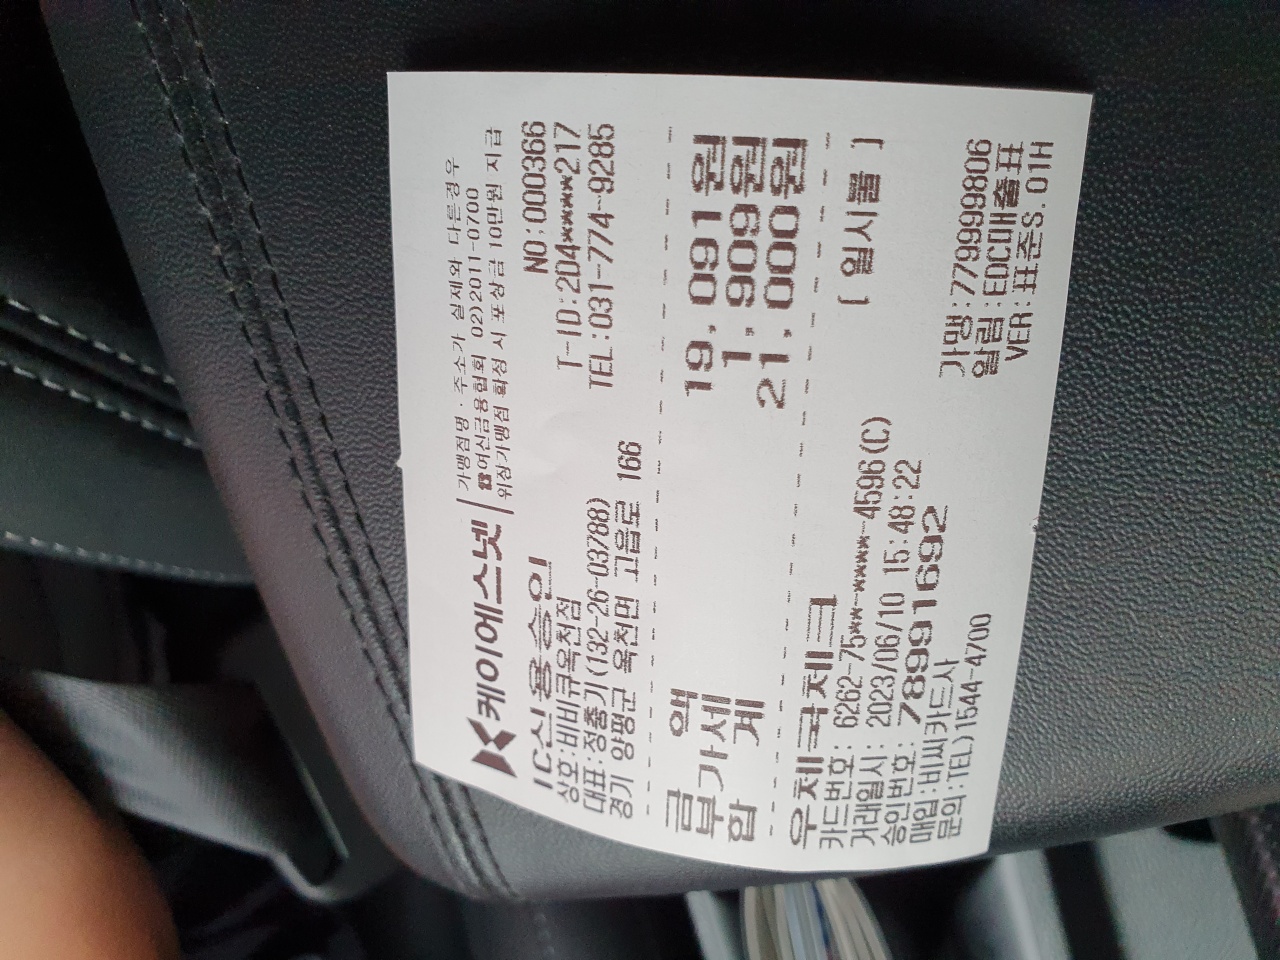 케이에스넷
가맹점명·주소가 실제와 다른경우
☎여신금융협회 02)2011-0700
위장가맹점 확정 시 포상금 10만원 지급
IC신용승인 NO:000366
상호:비비큐옥천점 T-ID:2D4****217
대표:정충기(132-26-03788) TEL:031-774-9285
경기 양평군 옥천면 고읍로 166
금 액 19,091원
부가세 1,909원
합 계 21,000원
우체국체크 [ 일시불 ]
카드번호: 6262-75**-****-4596(C)
거래일시: 2023/06/10 15:48:22
승인번호: 78991692
매입:비씨카드사 가맹:779999806
문의:TEL)1544-4700 알림:EDC매출표
VER:표준S.01H